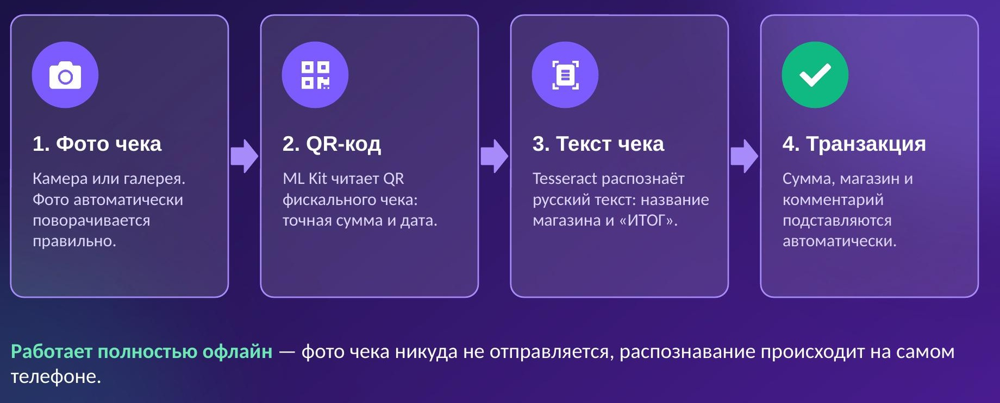 1. Фото чека
Камера или галерея.
Фото автоматически
поворачивается
правильно.
2. QR-код
ML Kit читает QR
фискального чека:
точная сумма и дата.
3. Текст чека
Tesseract распознаёт
русский текст: название
магазина и «ИТОГ».
4. Транзакция
Сумма, магазин и
комментарий
подставляются
автоматически.
Работает полностью офлайн — фото чека никуда не отправляется, распознавание происходит на самом
телефоне.